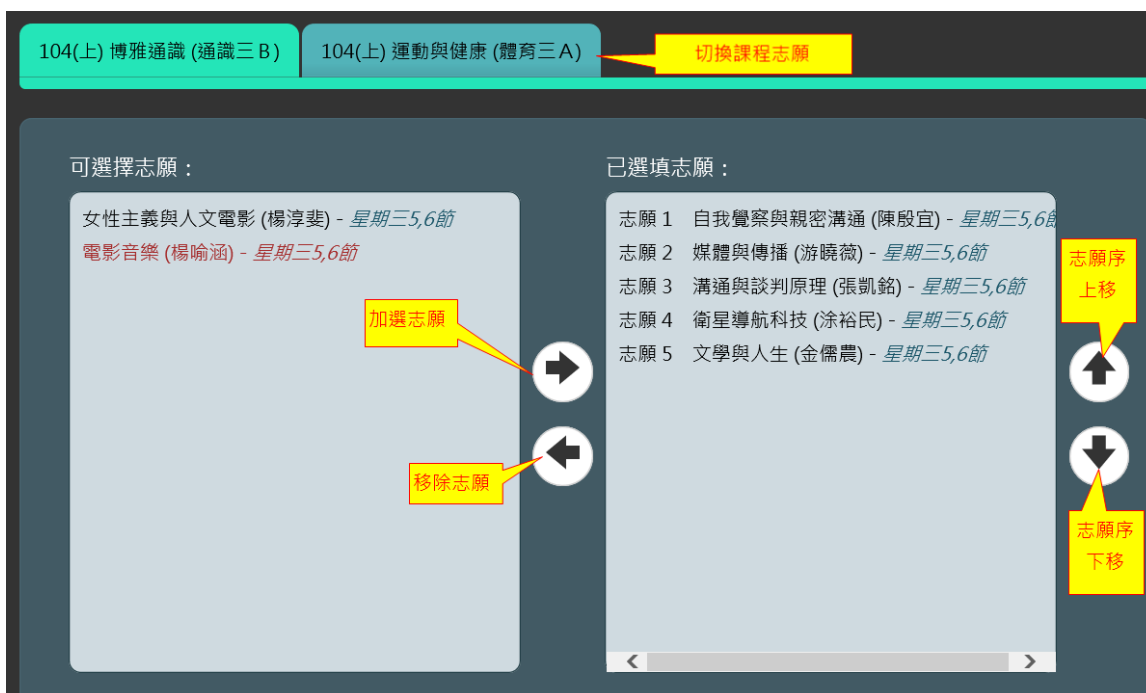 104(上) 博雅通識 (通識三Ｂ)
104(上) 運動與健康 (體育三Ａ)
切換課程志願
可選擇志願：
女性主義與人文電影 (楊淳斐) - 星期三5,6節
電影音樂 (楊喻涵) - 星期三5,6節
加選志願
移除志願
已選填志願：
志願 1 自我覺察與親密溝通 (陳殷宜) - 星期三5,6節
志願 2 媒體與傳播 (游曉薇) - 星期三5,6節
志願 3 溝通與談判原理 (張凱銘) - 星期三5,6節
志願 4 衛星導航科技 (涂裕民) - 星期三5,6節
志願 5 文學與人生 (金儒農) - 星期三5,6節
志願序
上移
志願序
下移